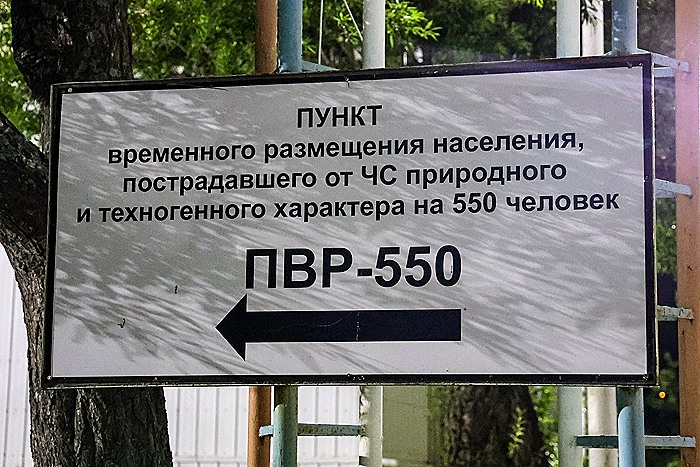 ПУНКТ
временного размещения населения,
пострадавшего от ЧС природного
и техногенного характера на 550 человек
ПВР-550